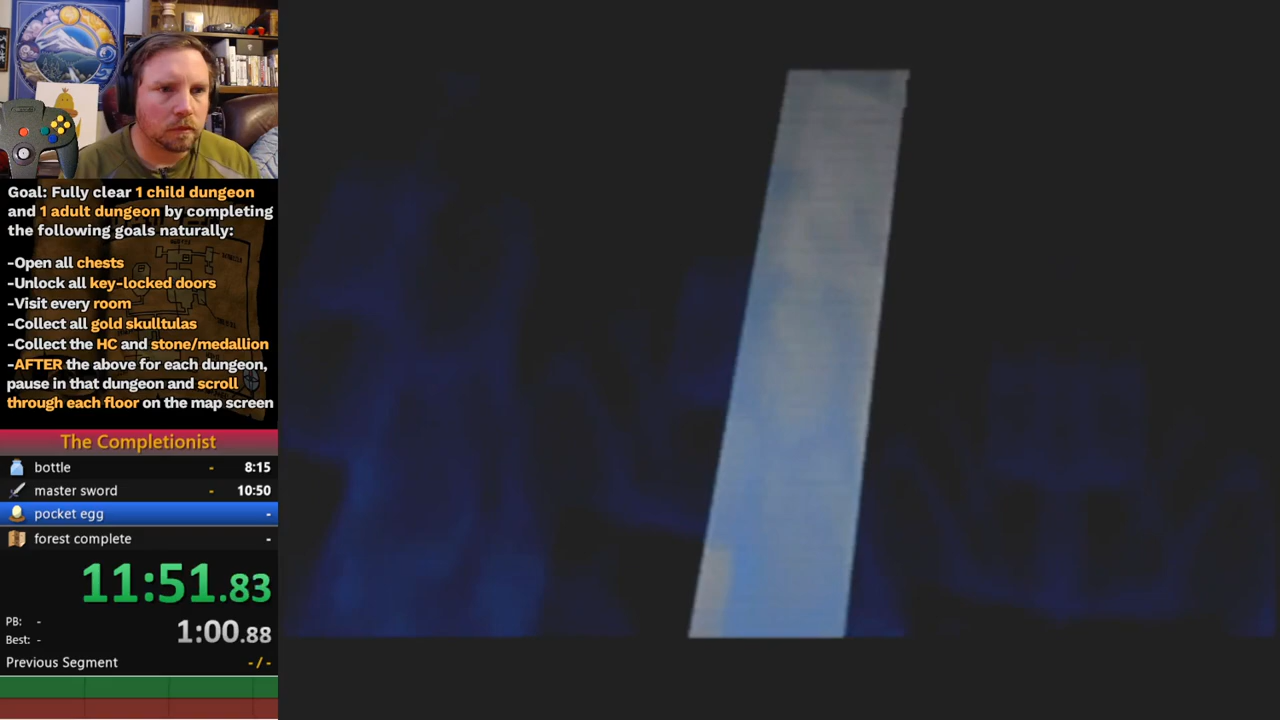 Goal: Fully clear 1 child dungeon
and 1 adult dungeon by completing
the following goals naturally:
-Open all chests
-Unlock all key-locked doors
-Visit every room
-Collect all gold skulltulas
-Collect the HC and stone/medallion
-AFTER the above for each dungeon,
pause in that dungeon and scroll
through each floor on the map screen
The Completionist
bottle - 8:15
master sword - 10:50
pocket egg -
forest complete -
11:51.83
PB: -
Best: -
1:00.88
Previous Segment - / -